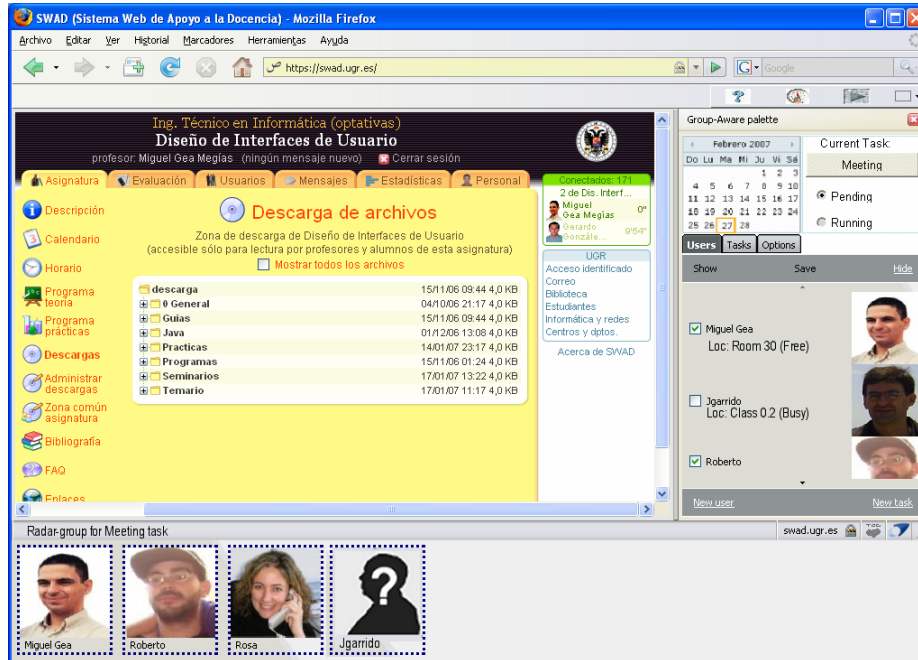 SWAD (Sistema Web de Apoyo a la Docencia) - Mozilla Firefox
Archivo Editar Ver Historial Marcadores Herramientas Ayuda
https://swad.ugr.es/
Google
Ing. Técnico en Informática (optativas)
Diseño de Interfaces de Usuario
profesor: Miguel Gea Megías (ningún mensaje nuevo) Cerrar sesión
Asignatura Evaluación Usuarios Mensajes Estadísticas Personal
Descripción
Calendario
Horario
Programa teoría
Programa prácticas
Descargas
Administrar descargas
Zona común asignatura
Bibliografía
FAQ
Enlaces
Descarga de archivos
Zona de descarga de Diseño de Interfaces de Usuario
(accesible sólo para lectura por profesores y alumnos de esta asignatura)
Mostrar todos los archivos
descarga 15/11/06 09:44 4,0 KB
0 General 04/10/06 21:17 4,0 KB
Guias 15/11/06 09:44 4,0 KB
Java 01/12/06 13:08 4,0 KB
Practicas 14/01/07 23:17 4,0 KB
Programas 15/11/06 01:24 4,0 KB
Seminarios 17/01/07 13:22 4,0 KB
Temario 17/01/07 11:17 4,0 KB
Conectados: 171
2 de Dis. Interf...
Miguel Gea Megías 0"
Gerardo Gonzále... 9'54"
UGR
Acceso identificado
Correo
Biblioteca
Estudiantes
Informática y redes
Centros y dptos.
Acerca de SWAD
Group-Aware palette
Febrero 2007
Do Lu Ma Mi Ju Vi Sá
1 2 3
4 5 6 7 8 9 10
11 12 13 14 15 16 17
18 19 20 21 22 23 24
25 26 27 28
Current Task:
Meeting
Pending
Running
Users Tasks Options
Show Save Hide
Miguel Gea
Loc: Room 30 (Free)
Jgarrido
Loc: Class 0.2 (Busy)
Roberto
New user New task
Radar-group for Meeting task
swad.ugr.es
Miguel Gea Roberto Rosa Jgarrido